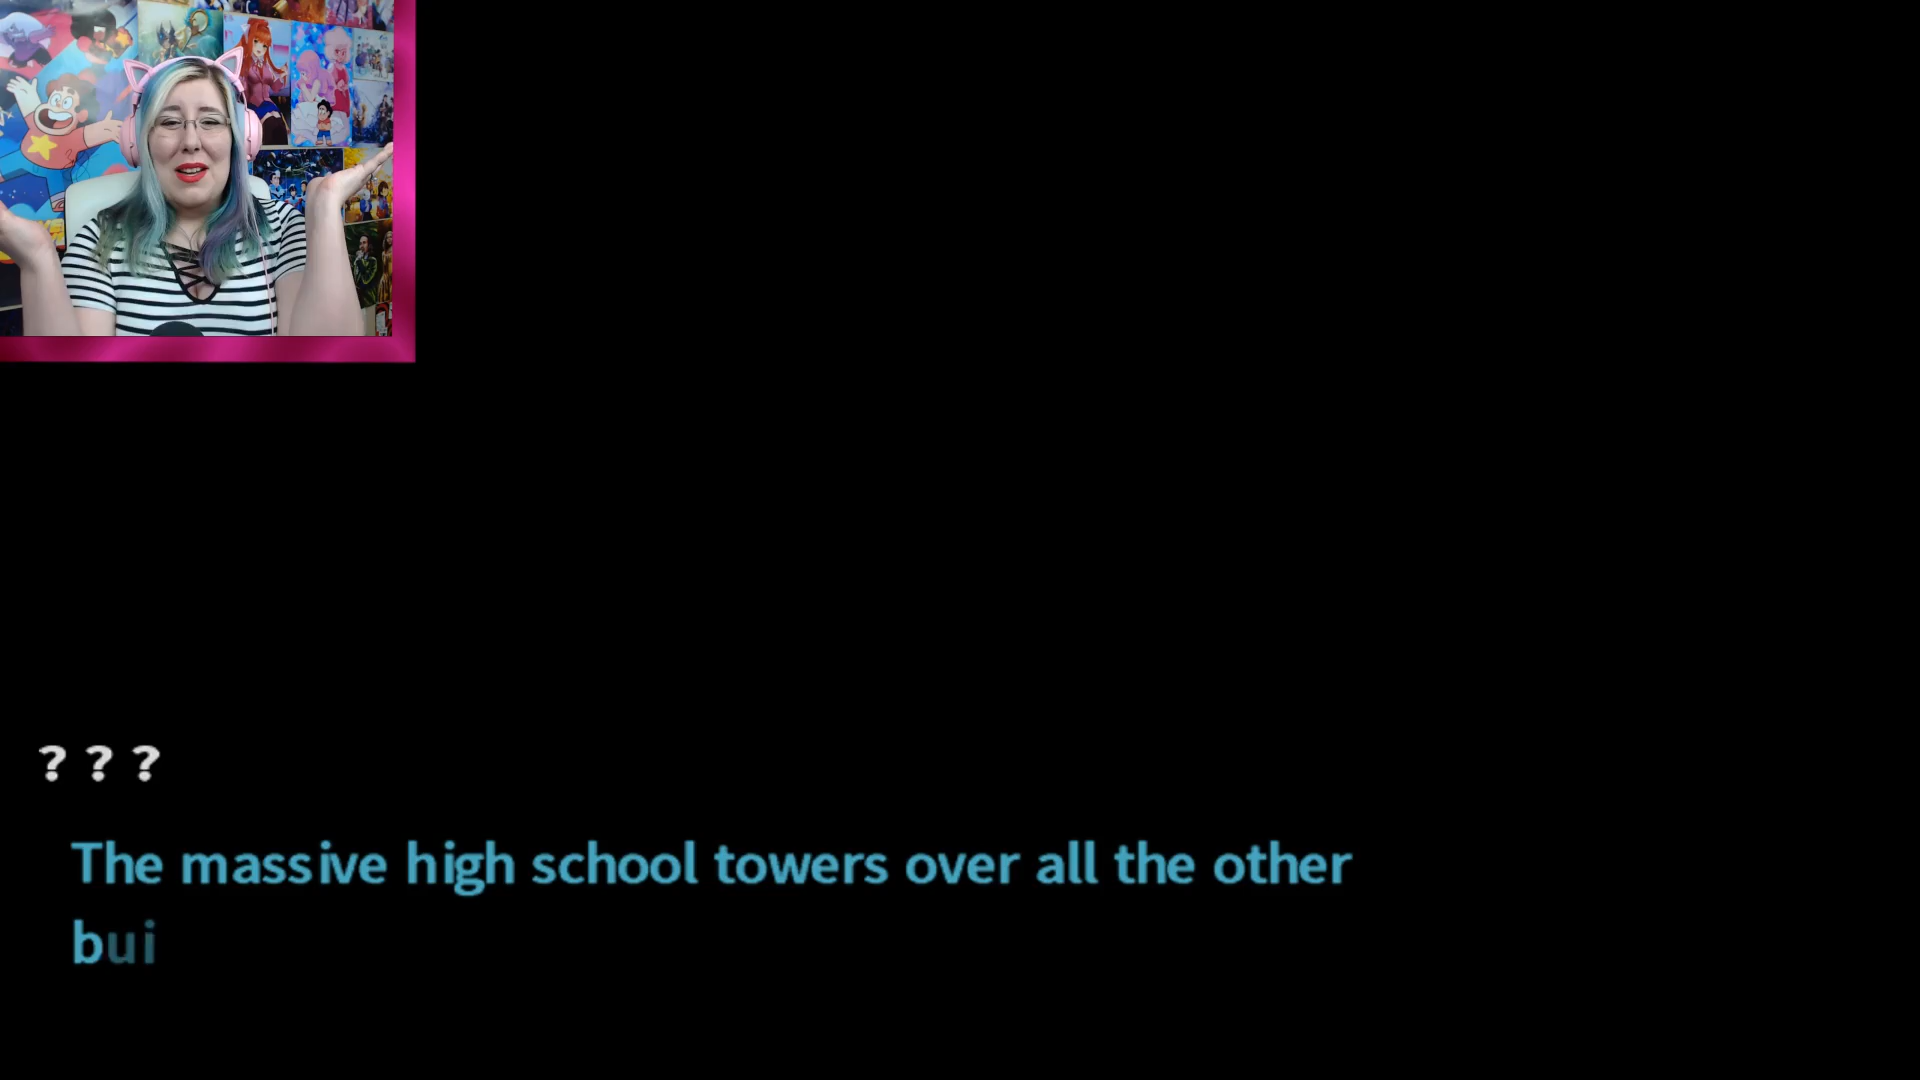 ? ? ?
The massive high school towers over all the other
bui